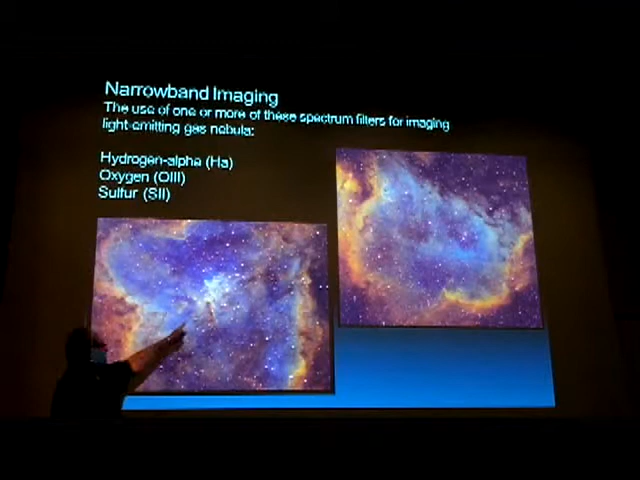 Narrowband Imaging
The use of one or more of these spectrum filters for imaging
light-emitting gas nebula:
Hydrogen-alpha (Ha)
Oxygen (OIII)
Sulfur (SII)